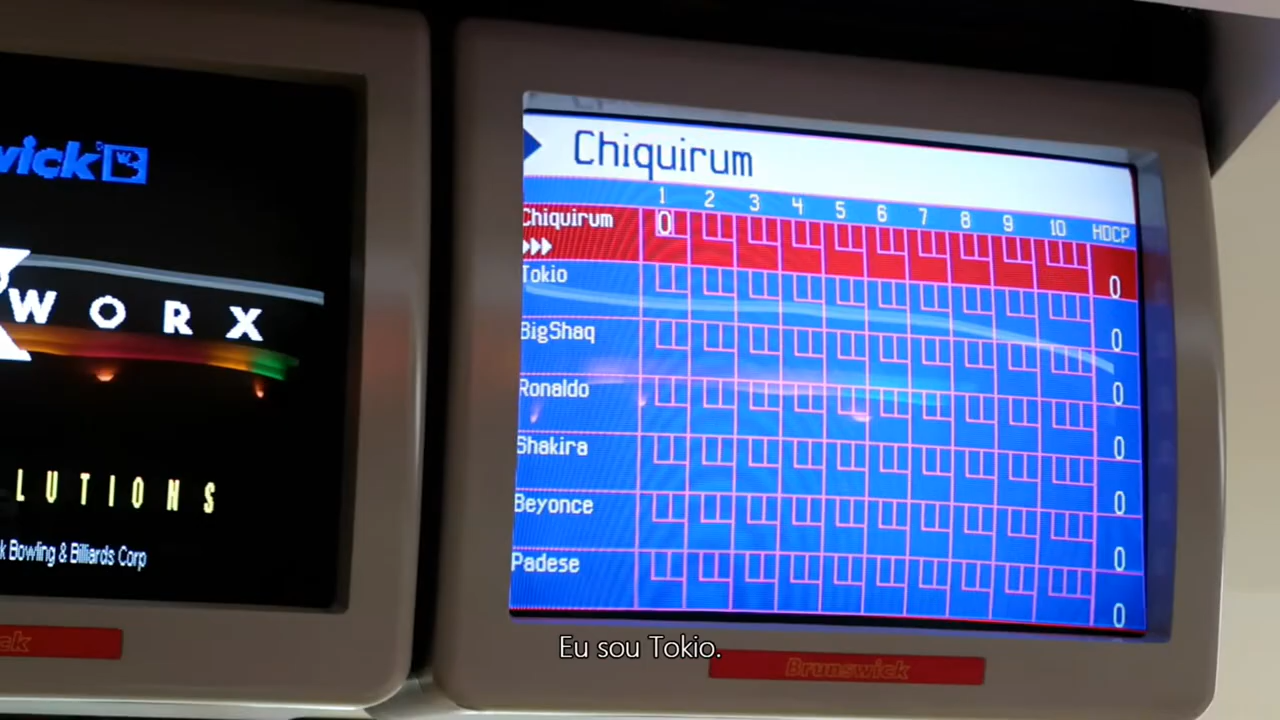 WORX
LUTIONS
k Bowling & Billiards Corp
Chiquirum
1 2 3 4 5 6 7 8 9 10 HDCP
Chiquirum 0 0
Tokio 0
BigShaq 0
Ronaldo 0
Shakira 0
Beyonce 0
Padese 0
Brunswick
Eu sou Tokio.